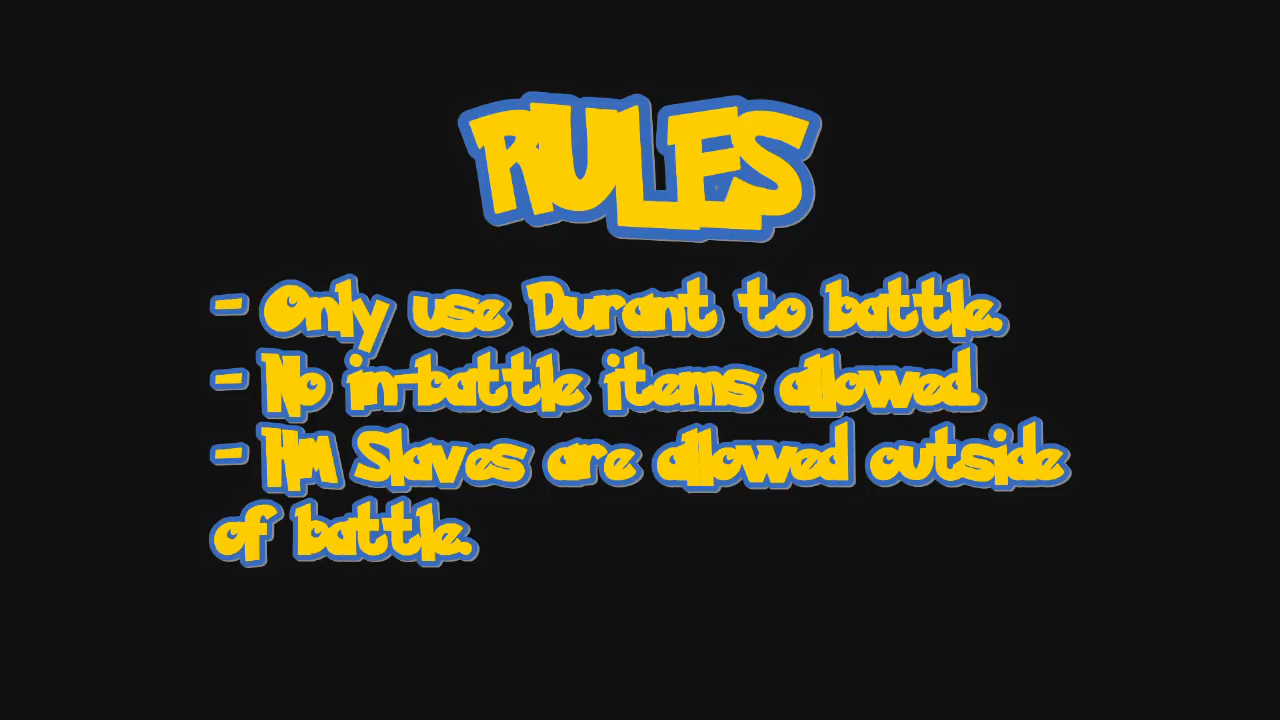 RULES
- Only use Durant to battle.
- No in-battle items allowed.
- HM Slaves are allowed outside
of battle.